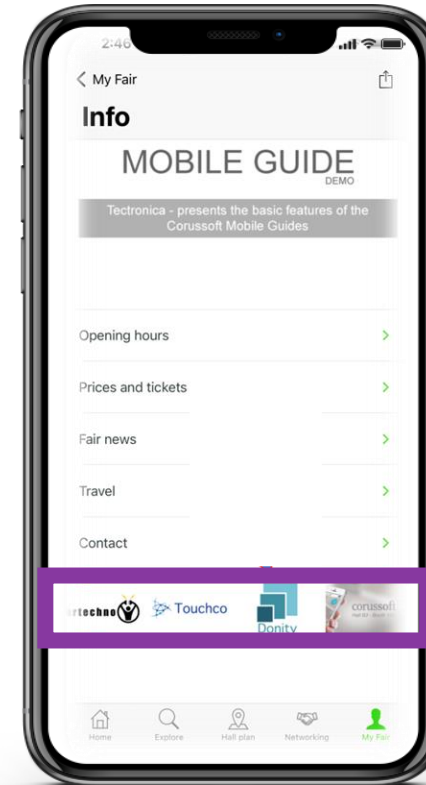 2:46
My Fair
Info
MOBILE GUIDE
DEMO
Tectronica - presents the basic features of the
Corussoft Mobile Guides
Opening hours
Prices and tickets
Fair news
Travel
Contact
rtechno
Touchco
Donity
corussoft
Home
Explore
Hall plan
Networking
My Fair